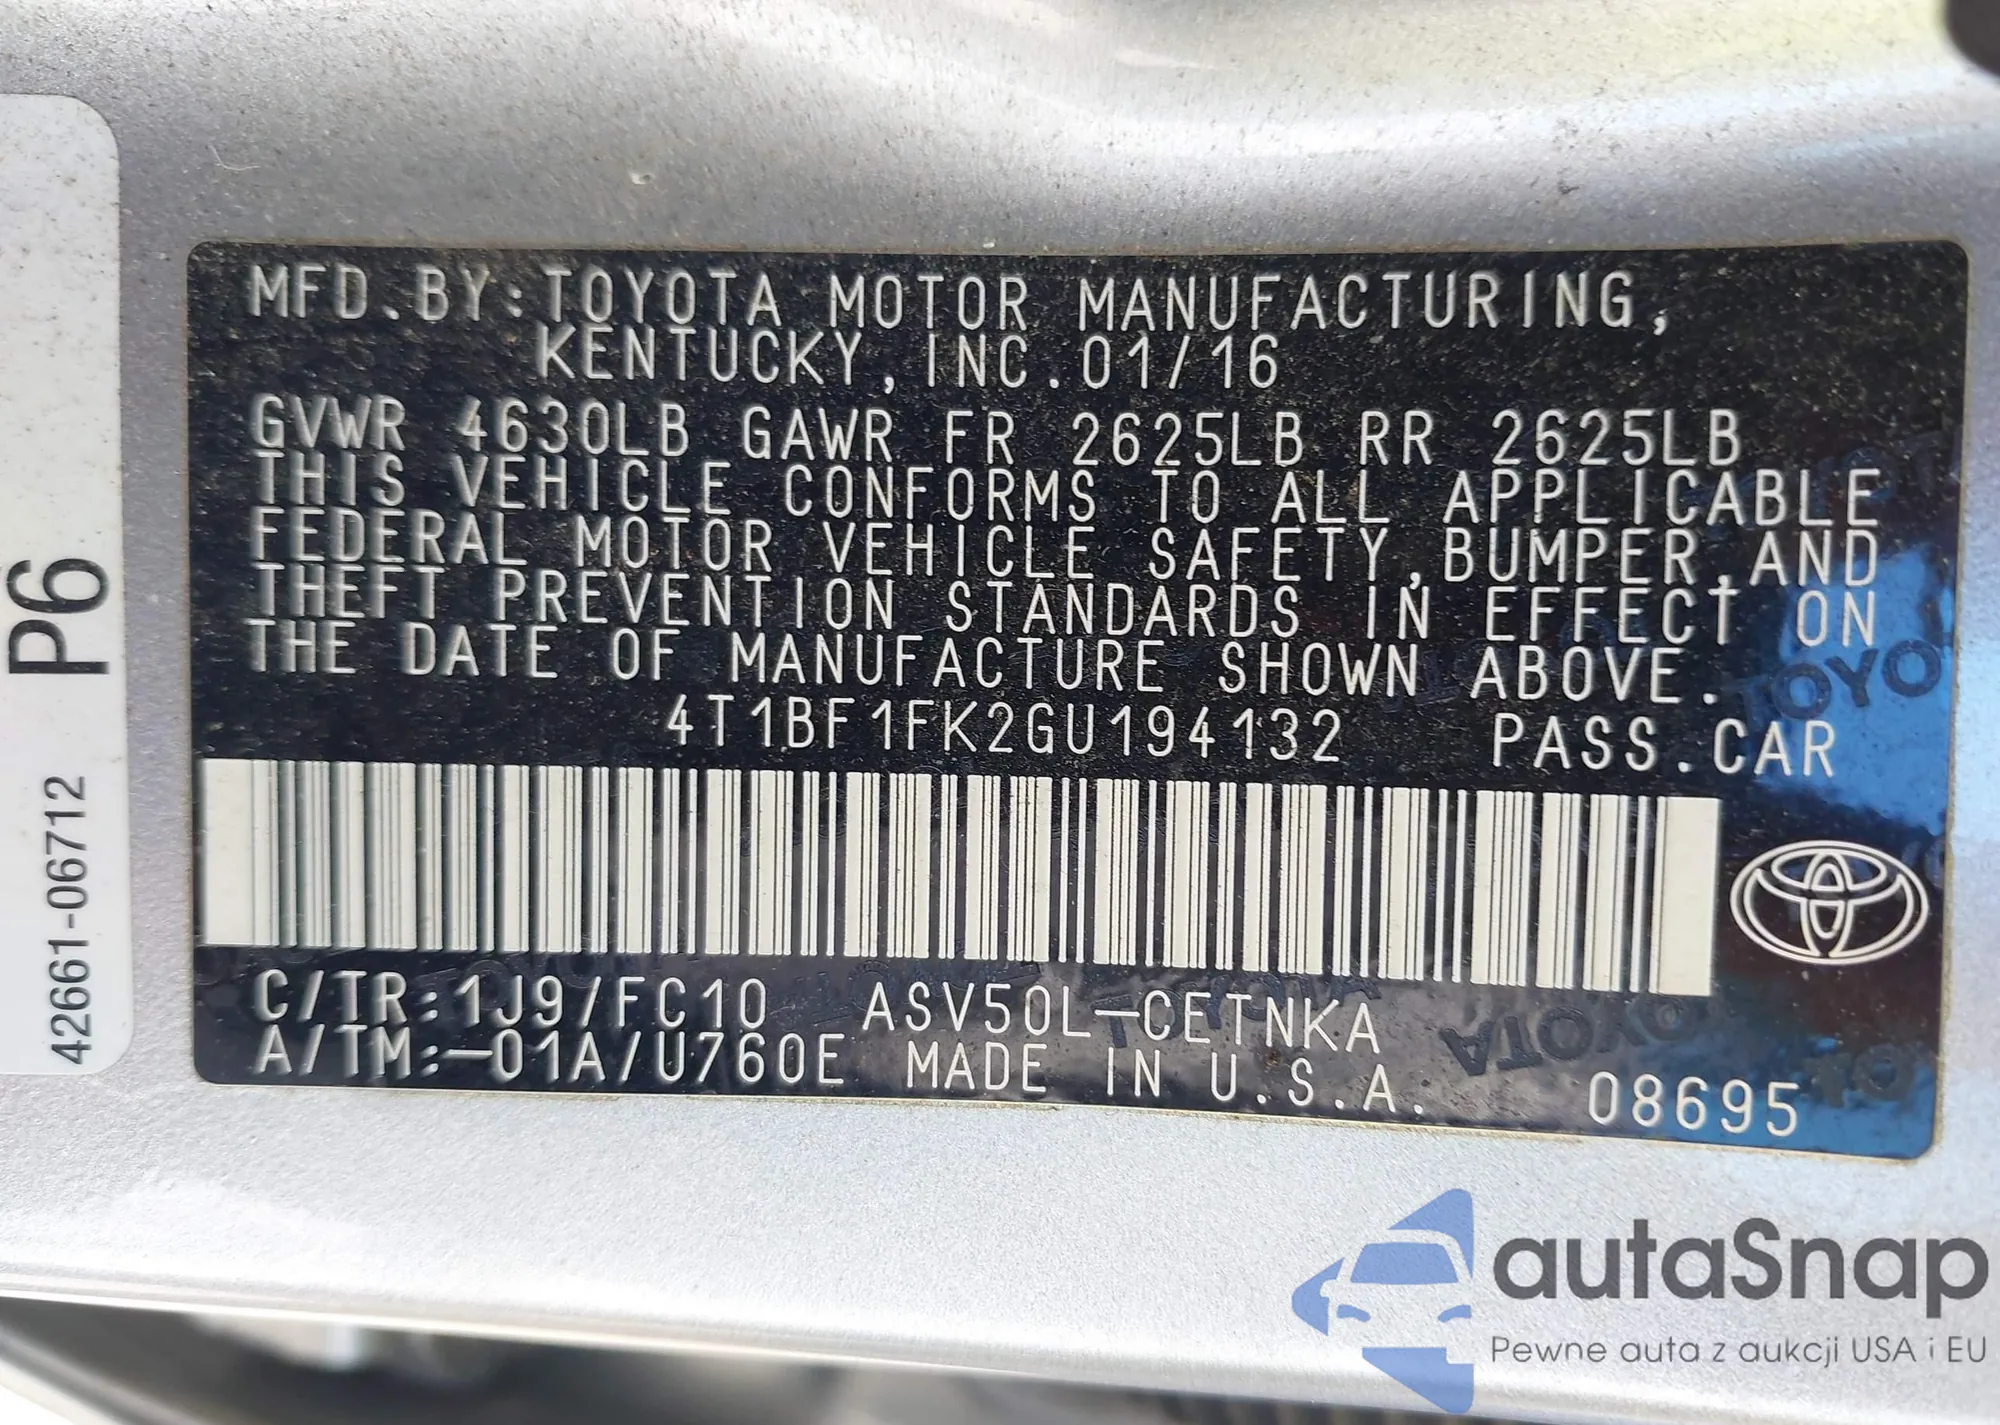 MFD.BY:TOYOTA MOTOR MANUFACTURING,
KENTUCKY,INC.01/16
GVWR 4630LB GAWR FR 2625LB RR 2625LB
THIS VEHICLE CONFORMS TO ALL APPLICABLE
FEDERAL MOTOR VEHICLE SAFETY,BUMPER,AND
THEFT PREVENTION STANDARDS IN EFFECT ON
THE DATE OF MANUFACTURE SHOWN ABOVE.
4T1BF1FK2GU194132 PASS.CAR
C/TR:1J9/FC10 ASV50L-CETNKA
A/TM:-01A/U760E MADE IN U.S.A. 08695
P6
42661-06712
autaSnap
Pewne auta z aukcji USA i EU